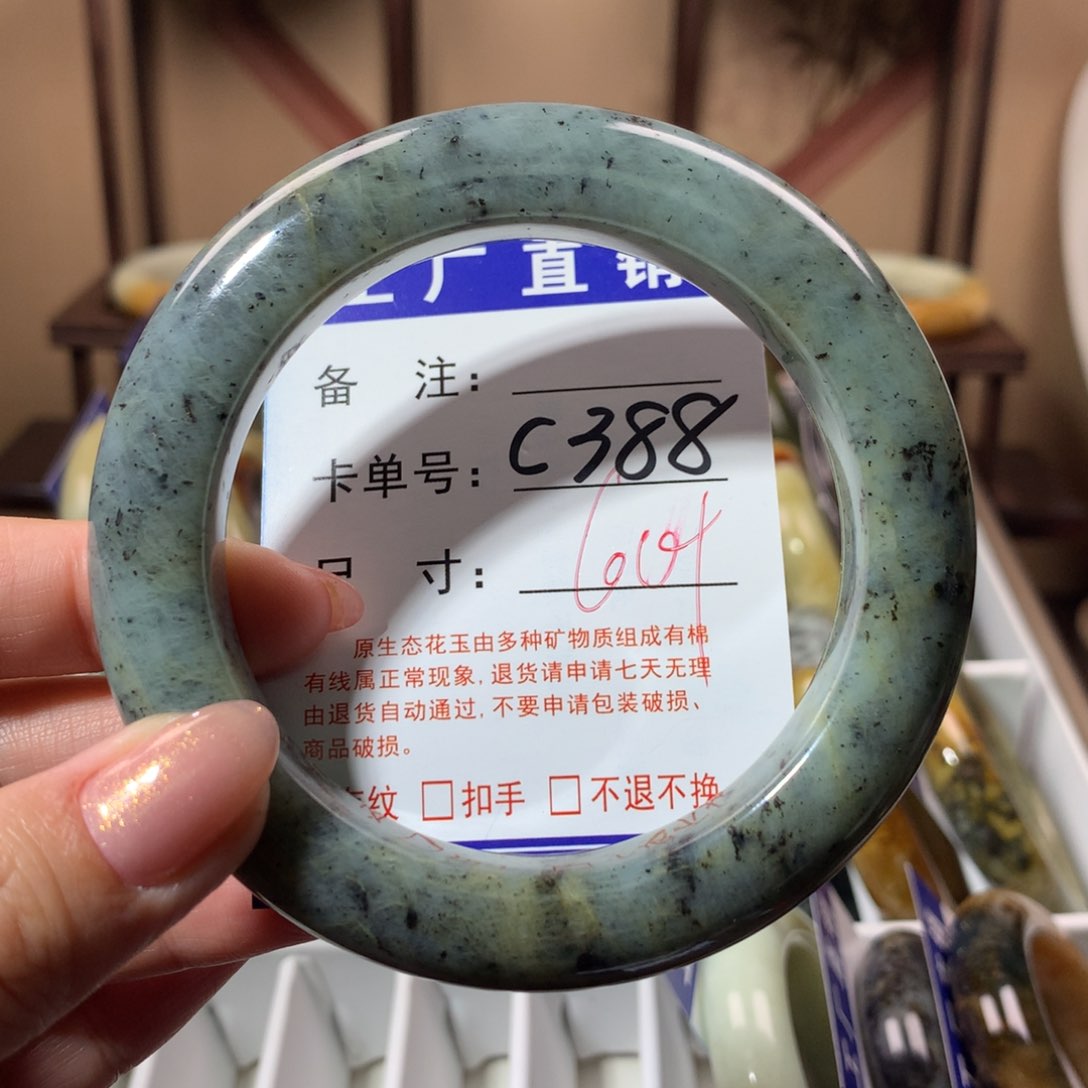 工厂直销
备 注：
卡单号：C388
尺 寸：
原生态花玉由多种矿物质组成有棉
有线属正常现象，退货请申请七天无理
由退货自动通过，不要申请包装破损、
商品破损。
纹 □扣手 □不退不换